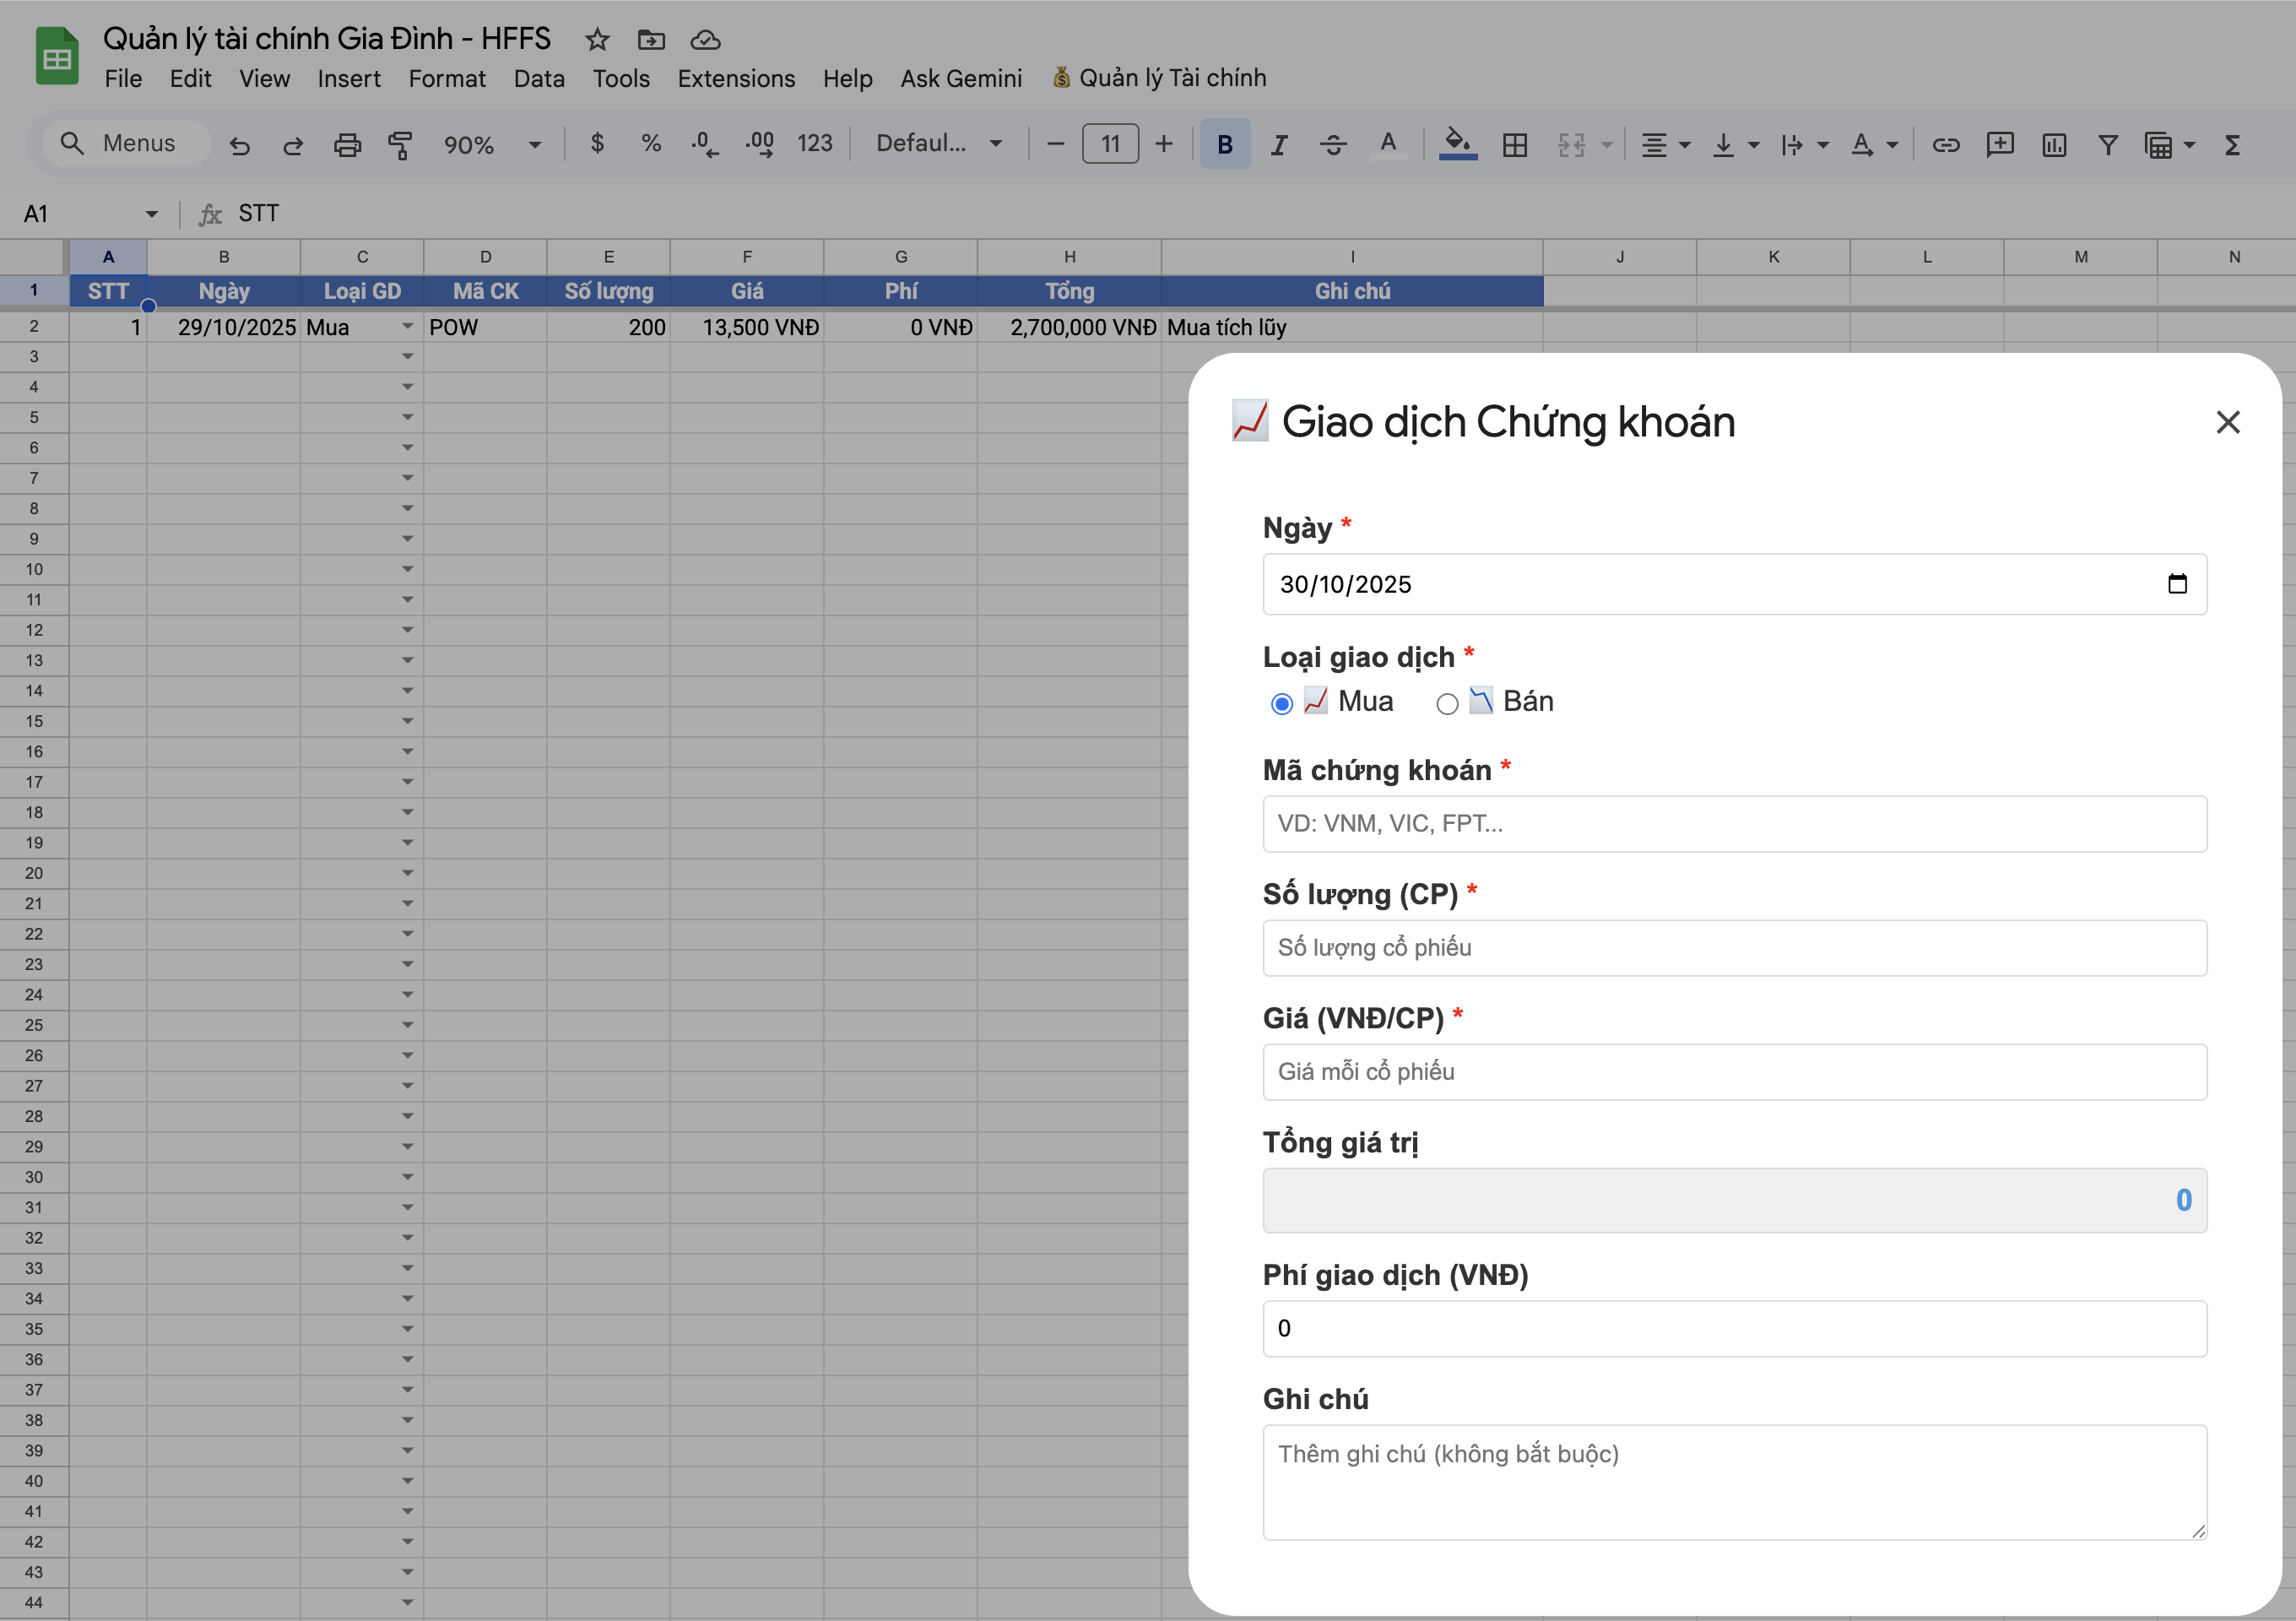 Quản lý tài chính Gia Đình - HFFS
File Edit View Insert Format Data Tools Extensions Help Ask Gemini 💰 Quản lý Tài chính
Menus 90% $ % .0 .00 123 Defaul... − 11 + B I S A A Σ
A1 fx STT
A B C D E F G H I J K L M N
1 STT Ngày Loại GD Mã CK Số lượng Giá Phí Tổng Ghi chú
2 1 29/10/2025 Mua POW 200 13,500 VNĐ 0 VNĐ 2,700,000 VNĐ Mua tích lũy
3
4
5
6
7
8
9
10
11
12
13
14
15
16
17
18
19
20
21
22
23
24
25
26
27
28
29
30
31
32
33
34
35
36
37
38
39
40
41
42
43
44
📈 Giao dịch Chứng khoán
Ngày *
30/10/2025
Loại giao dịch *
📈 Mua 📉 Bán
Mã chứng khoán *
VD: VNM, VIC, FPT...
Số lượng (CP) *
Số lượng cổ phiếu
Giá (VNĐ/CP) *
Giá mỗi cổ phiếu
Tổng giá trị
0
Phí giao dịch (VNĐ)
0
Ghi chú
Thêm ghi chú (không bắt buộc)